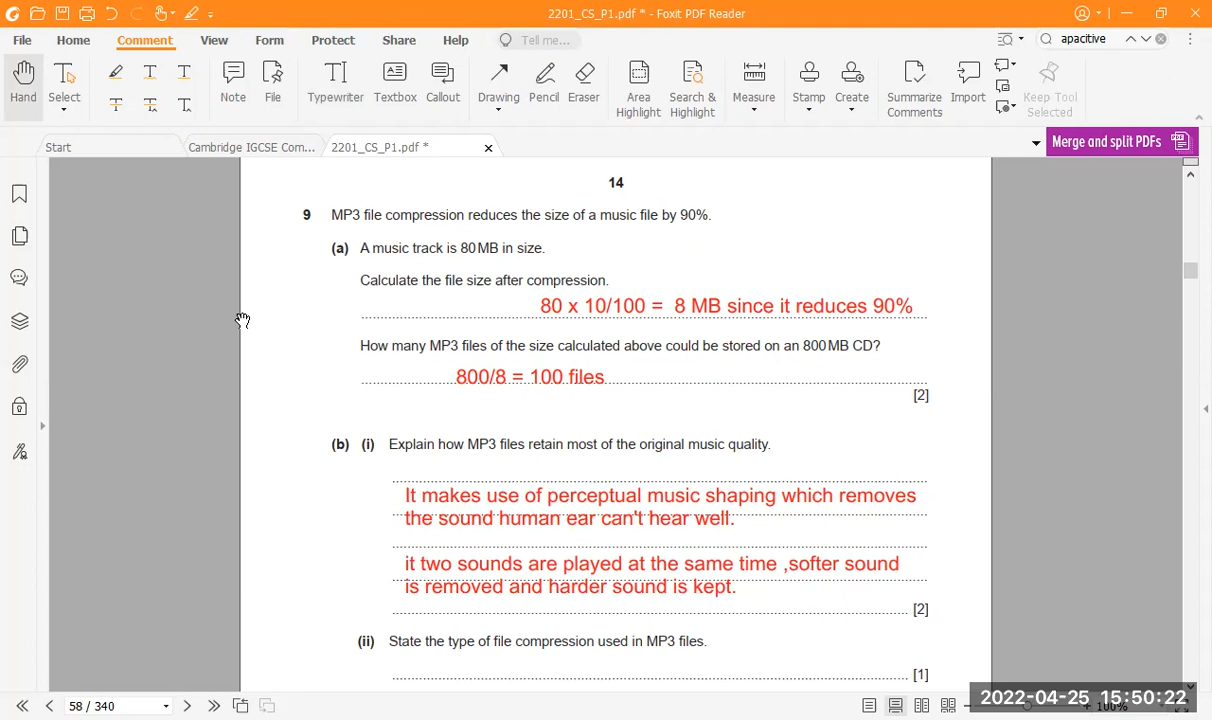 2201_CS_P1.pdf * - Foxit PDF Reader
File Home Comment View Form Protect Share Help Tell me... apacitive
Hand Select Note File Typewriter Textbox Callout Drawing Pencil Eraser Area Highlight Search & Highlight Measure Stamp Create Summarize Comments Import Keep Tool Selected
Start Cambridge IGCSE Com... 2201_CS_P1.pdf * Merge and split PDFs
14
9 MP3 file compression reduces the size of a music file by 90%.
(a) A music track is 80 MB in size.
Calculate the file size after compression.
80 x 10/100 = 8 MB since it reduces 90%
How many MP3 files of the size calculated above could be stored on an 800 MB CD?
800/8 = 100 files
[2]
(b) (i) Explain how MP3 files retain most of the original music quality.
It makes use of perceptual music shaping which removes
the sound human ear can't hear well.
it two sounds are played at the same time ,softer sound
is removed and harder sound is kept.
[2]
(ii) State the type of file compression used in MP3 files.
[1]
58 / 340
2022-04-25 15:50:22